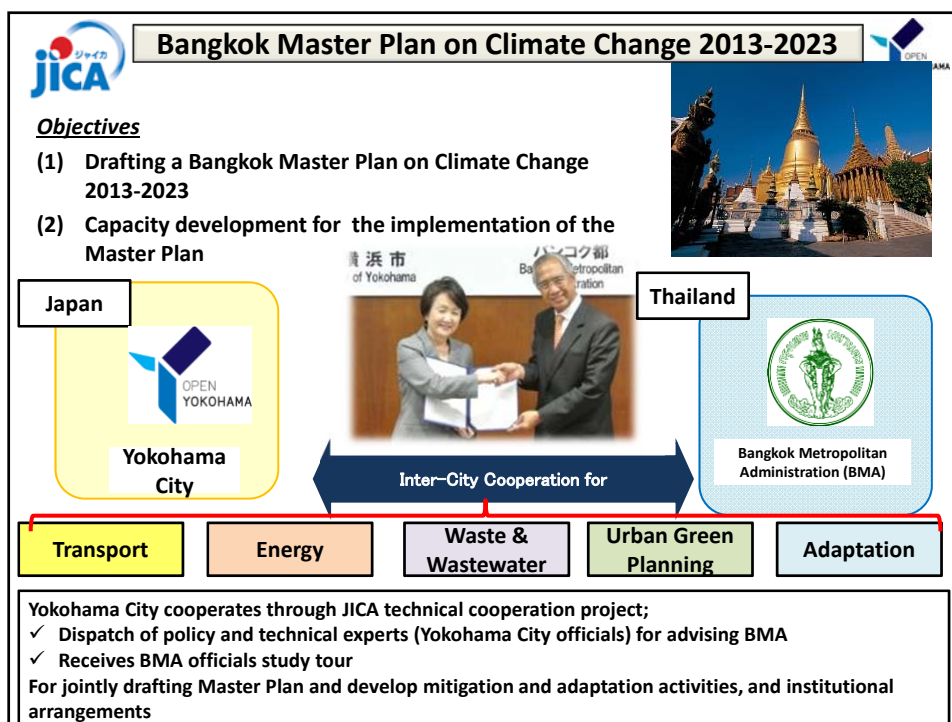 ジャイカ
JICA
Bangkok Master Plan on Climate Change 2013-2023
OPEN
AMA
Objectives
(1) Drafting a Bangkok Master Plan on Climate Change
2013-2023
(2) Capacity development for the implementation of the
Master Plan
横浜市
of Yokohama
バンコク都
Metropolitan
ration
Japan
OPEN
YOKOHAMA
Yokohama
City
Thailand
Bangkok Metropolitan
Administration (BMA)
Inter-City Cooperation for
Transport
Energy
Waste &
Wastewater
Urban Green
Planning
Adaptation
Yokohama City cooperates through JICA technical cooperation project;
✓ Dispatch of policy and technical experts (Yokohama City officials) for advising BMA
✓ Receives BMA officials study tour
For jointly drafting Master Plan and develop mitigation and adaptation activities, and institutional
arrangements